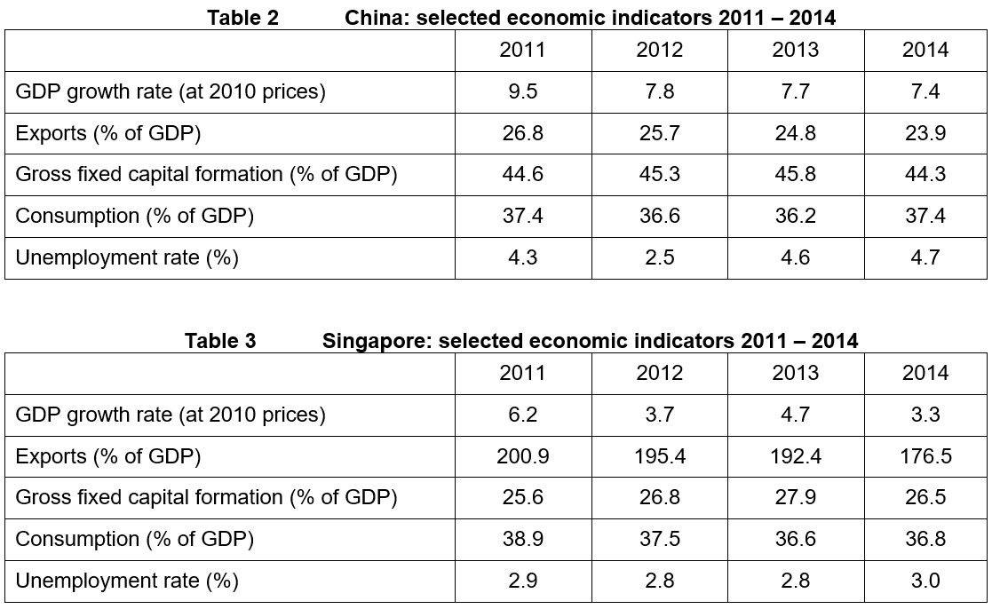 Table 2 China: selected economic indicators 2011 – 2014
2011 2012 2013 2014
GDP growth rate (at 2010 prices) 9.5 7.8 7.7 7.4
Exports (% of GDP) 26.8 25.7 24.8 23.9
Gross fixed capital formation (% of GDP) 44.6 45.3 45.8 44.3
Consumption (% of GDP) 37.4 36.6 36.2 37.4
Unemployment rate (%) 4.3 2.5 4.6 4.7
Table 3 Singapore: selected economic indicators 2011 – 2014
2011 2012 2013 2014
GDP growth rate (at 2010 prices) 6.2 3.7 4.7 3.3
Exports (% of GDP) 200.9 195.4 192.4 176.5
Gross fixed capital formation (% of GDP) 25.6 26.8 27.9 26.5
Consumption (% of GDP) 38.9 37.5 36.6 36.8
Unemployment rate (%) 2.9 2.8 2.8 3.0